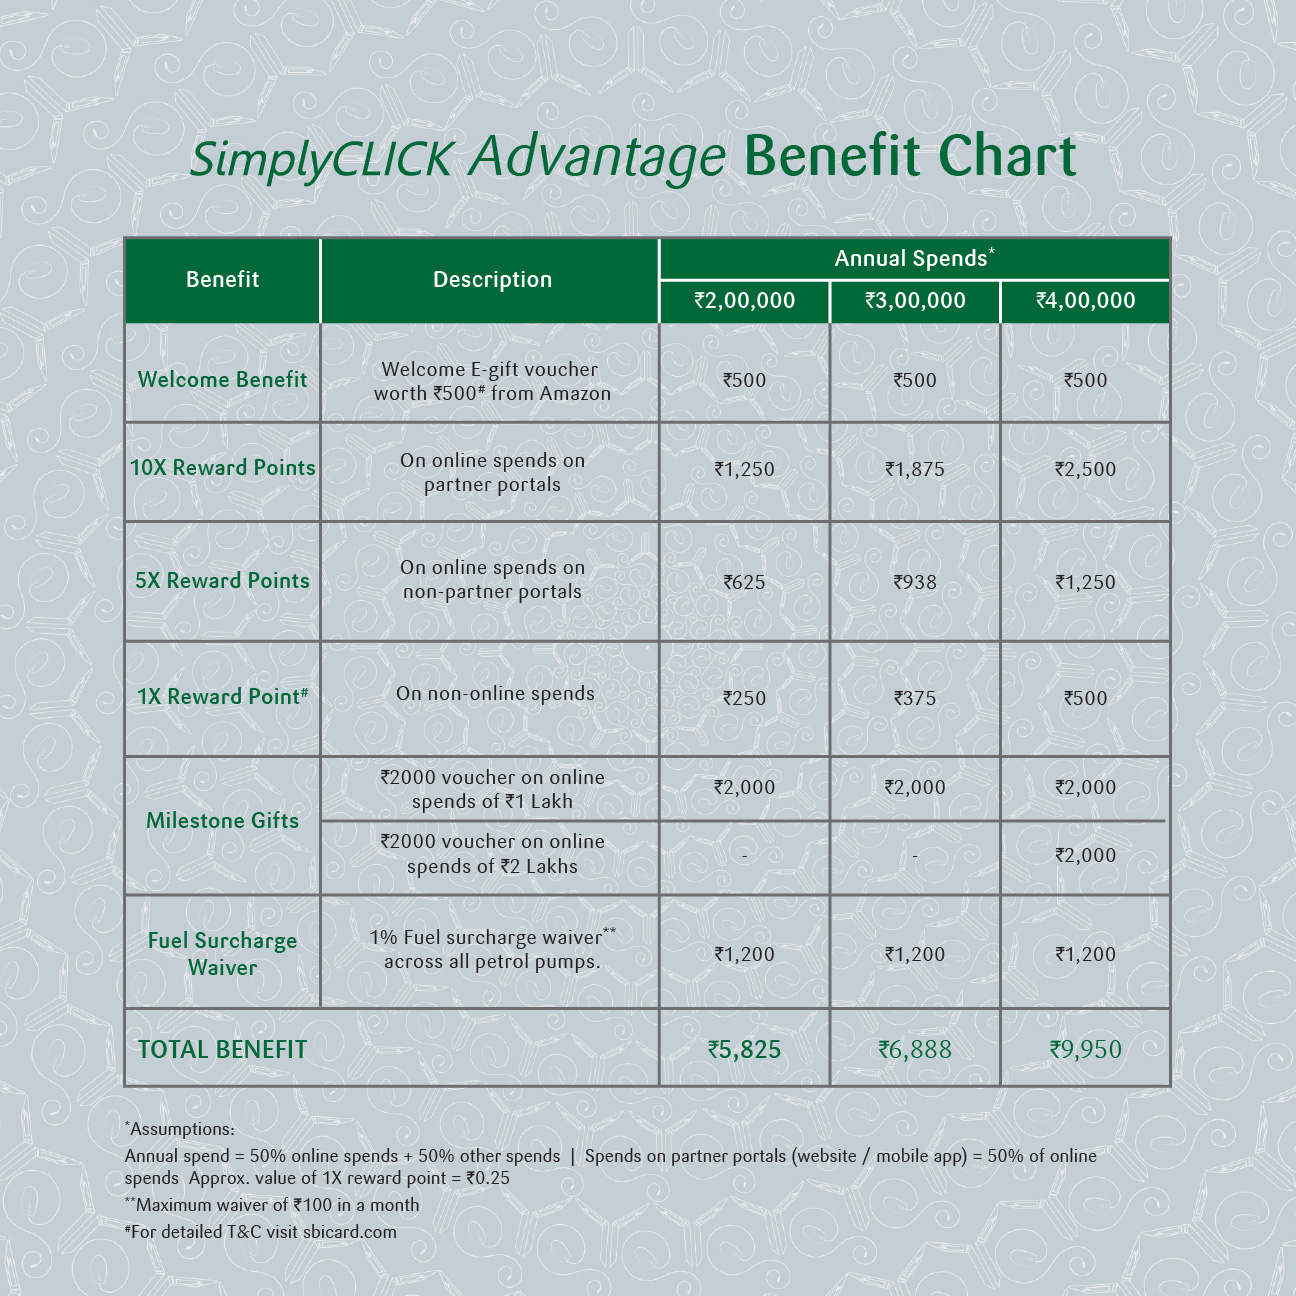 SimplyCLICK Advantage Benefit Chart
Benefit Description Annual Spends*
₹2,00,000 ₹3,00,000 ₹4,00,000
Welcome Benefit
Welcome E-gift voucher
worth ₹500# from Amazon
₹500 ₹500 ₹500
10X Reward Points
On online spends on
partner portals
₹1,250 ₹1,875 ₹2,500
5X Reward Points
On online spends on
non-partner portals
₹625 ₹938 ₹1,250
1X Reward Point#
On non-online spends
₹250 ₹375 ₹500
Milestone Gifts
₹2000 voucher on online
spends of ₹1 Lakh
₹2,000 ₹2,000 ₹2,000
₹2000 voucher on online
spends of ₹2 Lakhs
- - ₹2,000
Fuel Surcharge
Waiver
1% Fuel surcharge waiver**
across all petrol pumps.
₹1,200 ₹1,200 ₹1,200
TOTAL BENEFIT ₹5,825 ₹6,888 ₹9,950
*Assumptions:
Annual spend = 50% online spends + 50% other spends | Spends on partner portals (website / mobile app) = 50% of online
spends Approx. value of 1X reward point = ₹0.25
**Maximum waiver of ₹100 in a month
#For detailed T&C visit sbicard.com